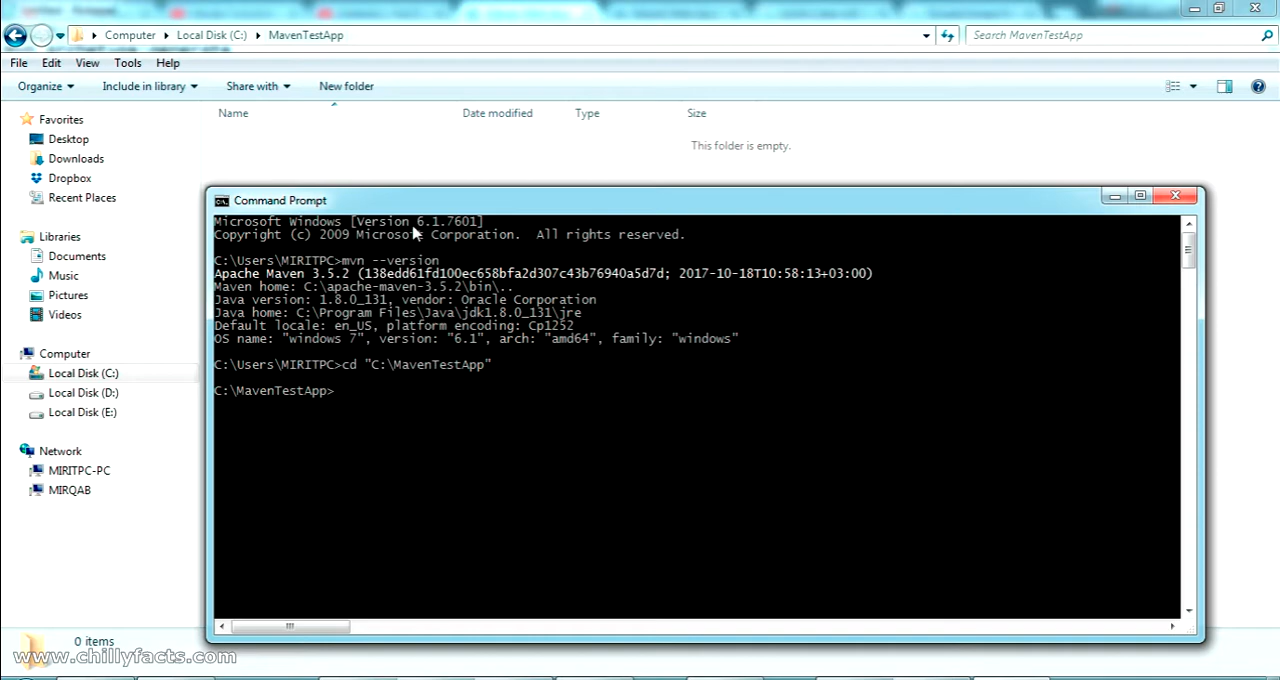 Computer Local Disk (C:) MavenTestApp
Search MavenTestApp
File Edit View Tools Help
Organize Include in library Share with New folder
Name Date modified Type Size
This folder is empty.
Favorites
Desktop
Downloads
Dropbox
Recent Places
Libraries
Documents
Music
Pictures
Videos
Computer
Local Disk (C:)
Local Disk (D:)
Local Disk (E:)
Network
MIRITPC-PC
MIRQAB
Command Prompt
Microsoft Windows [Version 6.1.7601]
Copyright (c) 2009 Microsoft Corporation.  All rights reserved.
C:\Users\MIRITPC>mvn --version
Apache Maven 3.5.2 (138edd61fd100ec658bfa2d307c43b76940a5d7d; 2017-10-18T10:58:13+03:00)
Maven home: C:\apache-maven-3.5.2\bin\..
Java version: 1.8.0_131, vendor: Oracle Corporation
Java home: C:\Program Files\Java\jdk1.8.0_131\jre
Default locale: en_US, platform encoding: Cp1252
OS name: "windows 7", version: "6.1", arch: "amd64", family: "windows"
C:\Users\MIRITPC>cd "C:\MavenTestApp"
C:\MavenTestApp>
0 items
www.chillyfacts.com